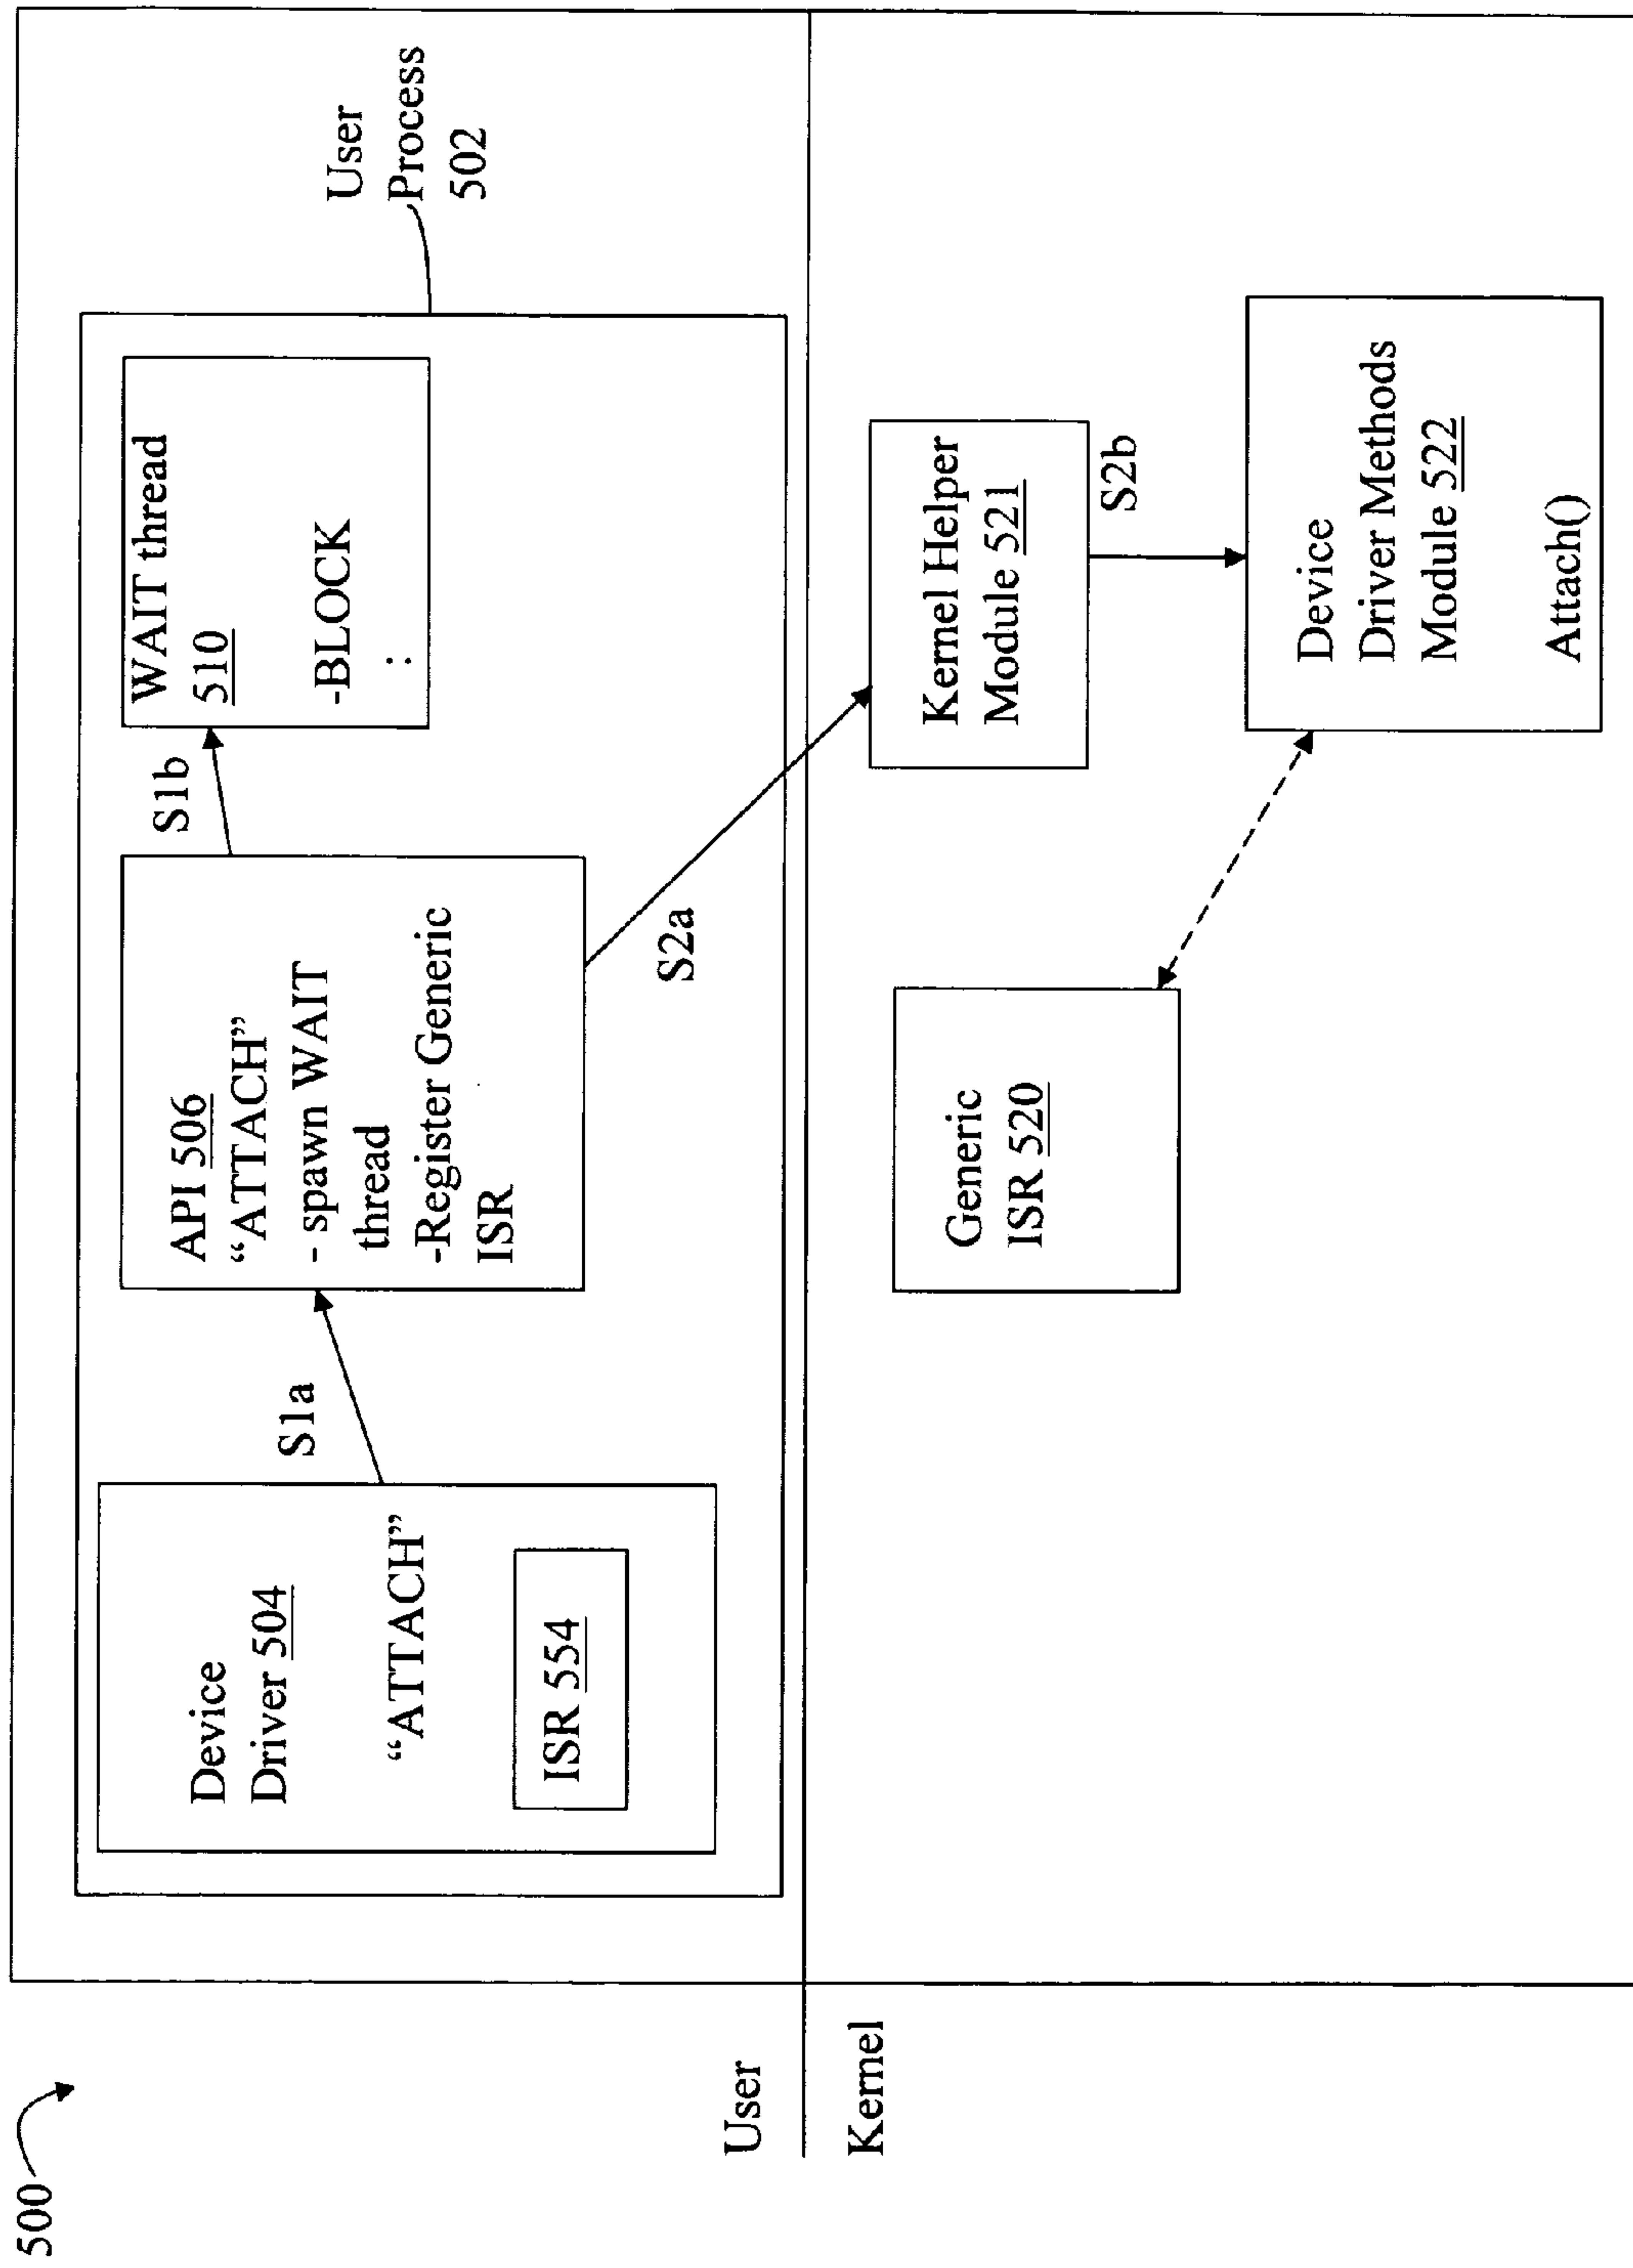 500
User
Kernel
Device
Driver 504
“ATTACH”
ISR 554
S1a
API 506
“ATTACH”
- spawn WAIT
thread
-Register Generic
ISR
S1b
WAIT thread
510
-BLOCK
:
User
Process
502
S2a
Generic
ISR 520
Kernel Helper
Module 521
S2b
Device
Driver Methods
Module 522
Attach()